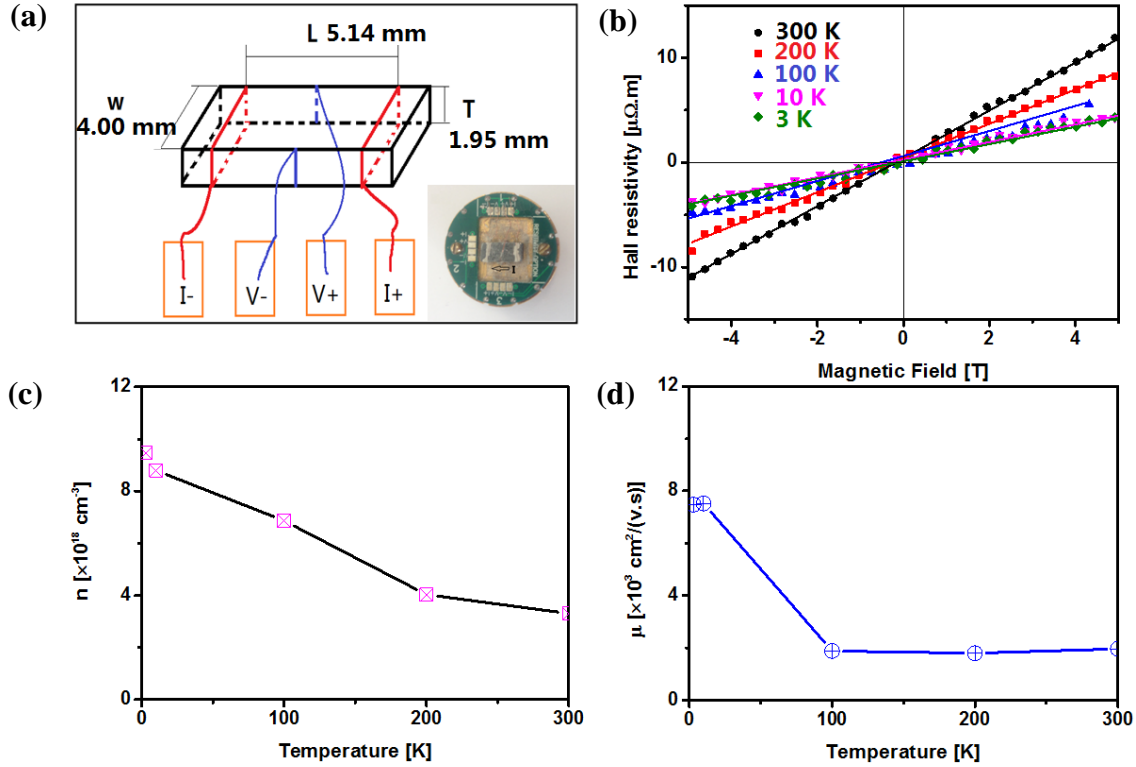 (a)
L 5.14 mm
W
4.00 mm
T
1.95 mm
I-
V-
V+
I+
2
3
I
(b)
Hall resistivity [μΩ.m]
10
0
-10
300 K
200 K
100 K
10 K
3 K
-4
-2
0
2
4
Magnetic Field [T]
(c)
n [×10¹⁸ cm⁻³]
12
8
4
0
0
100
200
300
Temperature [K]
(d)
μ [×10³ cm²/(v.s)]
12
8
4
0
0
100
200
300
Temperature [K]